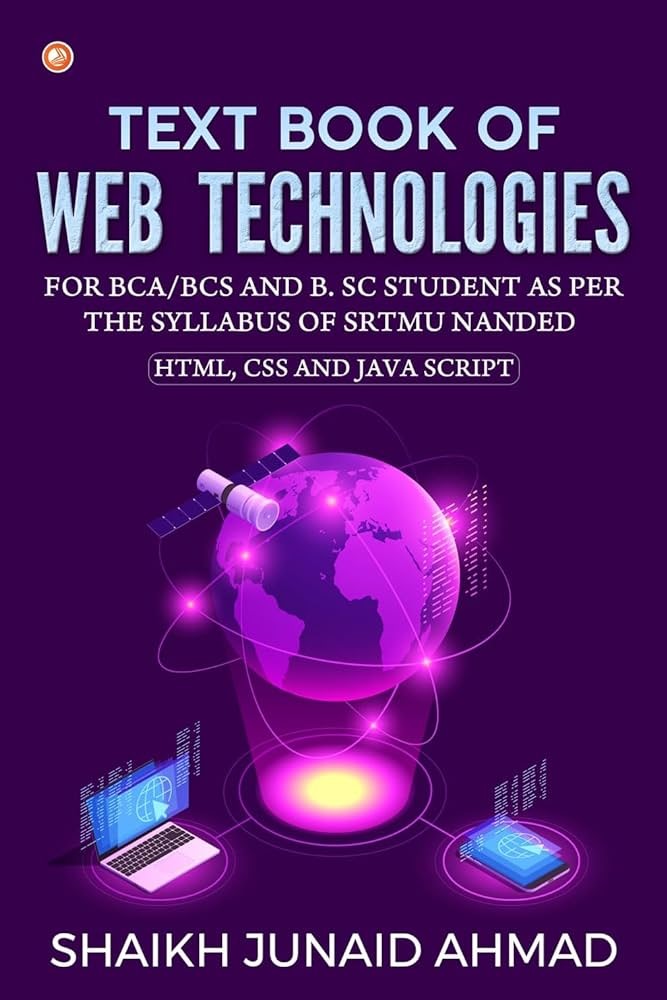 TEXT BOOK OF
WEB TECHNOLOGIES
FOR BCA/BCS AND B. SC STUDENT AS PER
THE SYLLABUS OF SRTMU NANDED
HTML, CSS AND JAVA SCRIPT
SHAIKH JUNAID AHMAD